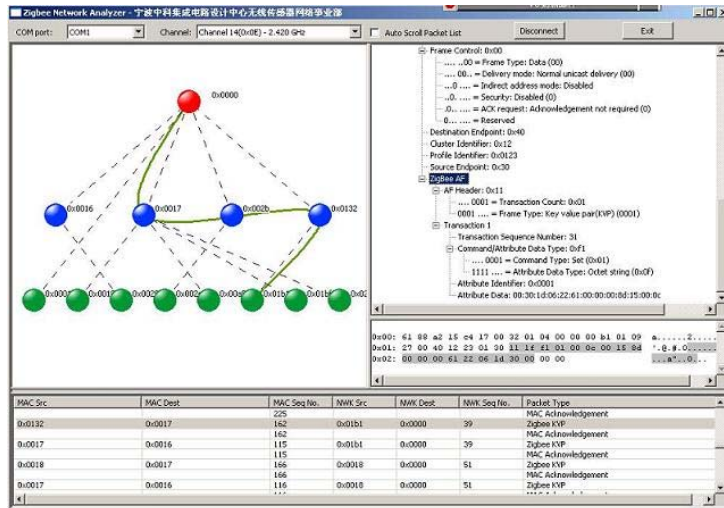 Zigbee Network Analyzer - 宁波中科集成电路设计中心无线传感器网络事业部
COM port: COM1 Channel: Channel 14(0x0E) - 2.420 GHz Auto Scroll Packet List Disconnect Exit
0x0000
0x0016 0x0017 0x002b 0x0132
Frame Control: 0x00
.... ..00 = Frame Type: Data (00)
.... 00.. = Delivery mode: Normal unicast delivery (00)
...0 .... = Indirect address mode: Disabled
..0. .... = Security: Disabled (0)
.0.. .... = ACK request: Acknowledgement not required (0)
0... .... = Reserved
Destination Endpoint: 0x40
Cluster Identifier: 0x12
Profile Identifier: 0x0123
Source Endpoint: 0x30
ZigBee AF
AF Header: 0x11
.... 0001 = Transaction Count: 0x01
0001 .... = Frame Type: Key value pair(KVP) (0001)
Transaction 1
Transaction Sequence Number: 31
Command/Attribute Data Type: 0xf1
.... 0001 = Command Type: Set (0x01)
1111 .... = Attribute Data Type: Octet string (0x0f)
Attribute Identifier: 0x0001
Attribute Data: 00:30:1d:06:22:61:00:00:00:8d:15:00:0c
0x00: 61 88 a2 15 c4 17 00 32 01 04 00 00 00 b1 01 09 a......2.....
0x01: 27 00 40 12 23 01 30 11 1f f1 01 00 0c 00 15 8d '.@.#.0......
0x02: 00 00 00 61 22 06 1d 30 00 00 00 ...a"..0...
MAC Src MAC Dest MAC Seq No. NWK Src NWK Dest NWK Seq No. Packet Type
225 MAC Acknowledgement
0x0132 0x0017 162 0x01b1 0x0000 39 Zigbee KVP
162 MAC Acknowledgement
0x0017 0x0016 115 0x01b1 0x0000 39 Zigbee KVP
115 MAC Acknowledgement
0x0018 0x0017 166 0x0018 0x0000 51 Zigbee KVP
166 MAC Acknowledgement
0x0017 0x0016 116 0x0018 0x0000 51 Zigbee KVP